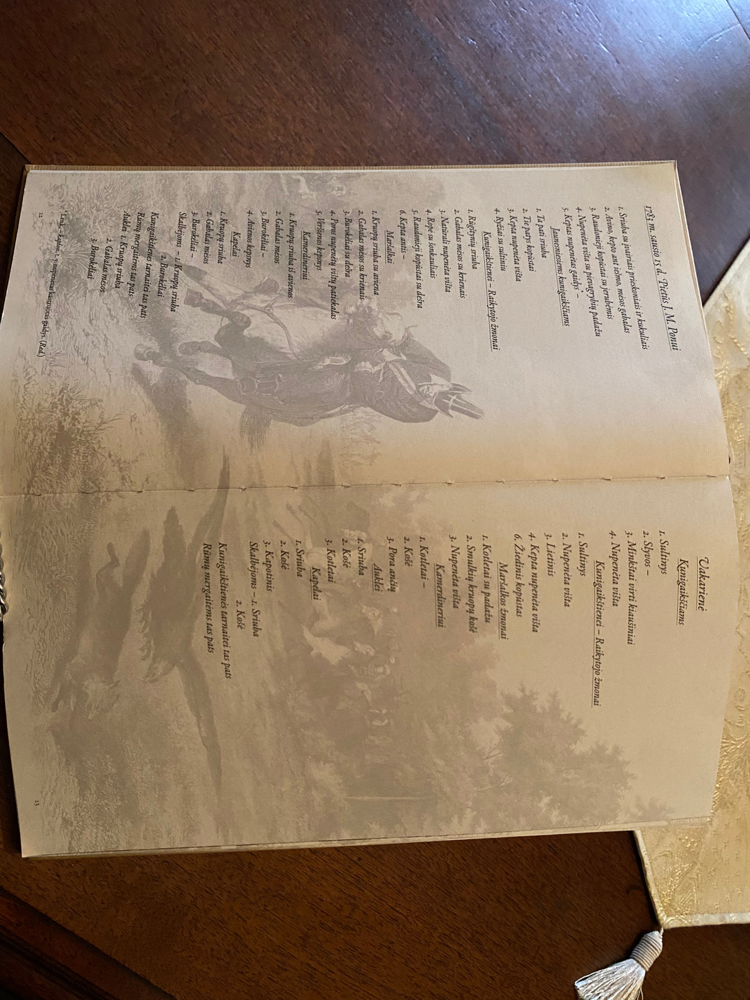 1783 m. sausio 15 d. Pietūs J. M. Ponui
1. Sriuba su įvairiais prieskoniais ir kukuliais
2. Avino, kepto ant iešmo, mėsos gabalas
3. Raudonieji kopūstai su jerubėmis
4. Nupenėta višta su pievagrybių padažu
5. Keptas nupenėtas gaidys* –
Jaunesniesiems kunigaikščiams
1. Ta pati sriuba
2. Tie patys kopūstai
3. Kepta nupenėta višta
4. Ryžiai su sultiniu
Kunigaikštienei – Raikytojo žmonai
1. Rūgštynių sriuba
2. Gabalas mėsos su krienais
3. Natūrali nupenėta višta
4. Ropė su šonkauliais
5. Raudonieji kopūstai su dešra
6. Kepta antis –
Maršalkai
1. Kruopų sriuba su aviena
2. Gabalas mėsos su krienais
3. Burokėliai su dešra
4. Poros nupenėtų vištų patiekalas
5. Veršienos kepsnys
Kamerdineriui
1. Kruopų sriuba iš avienos
2. Gabalas mėsos
3. Burokėliai –
4. Avienos kepsnys
Kapelai
1. Kruopų sriuba
2. Gabalas mėsos
3. Burokėliai –
Skalbėjoms – 1. Kruopų sriuba
2. Burokėliai
Kunigaikštienės tarnaitei tas pats
Rūmų mergaitėms tas pats
Auklei 1. Kruopų sriuba
2. Gabalas mėsos
3. Burokėliai
* Lenk. – kapłon, t. y. nupenėtas kastruotas gaidys. (Red.)
12
Vakarienė
Kunigaikščiams
1. Sultinys
2. Slyvos –
3. Minkštai virti kiaušiniai
4. Nupenėta višta
Kunigaikštienei – Raikytojo žmonai
1. Sultinys
2. Nupenėta višta
3. Lietinis
4. Kepta nupenėta višta
6. Žiedinis kopūstas
Maršalkos žmonai
1. Kotletai su padažu
2. Smulkių kruopų košė
3. Nupenėta višta
Kamerdineriui
1. Kotletai –
2. Košė
3. Pora ančių
Auklei
1. Sriuba
2. Košė
3. Kotletai
Kapelai
1. Sriuba
2. Košė
3. Kapotinis
Skalbėjoms – 1. Sriuba
2. Košė
Kunigaikštienės tarnaitei tas pats
Rūmų mergaitėms tas pats
13